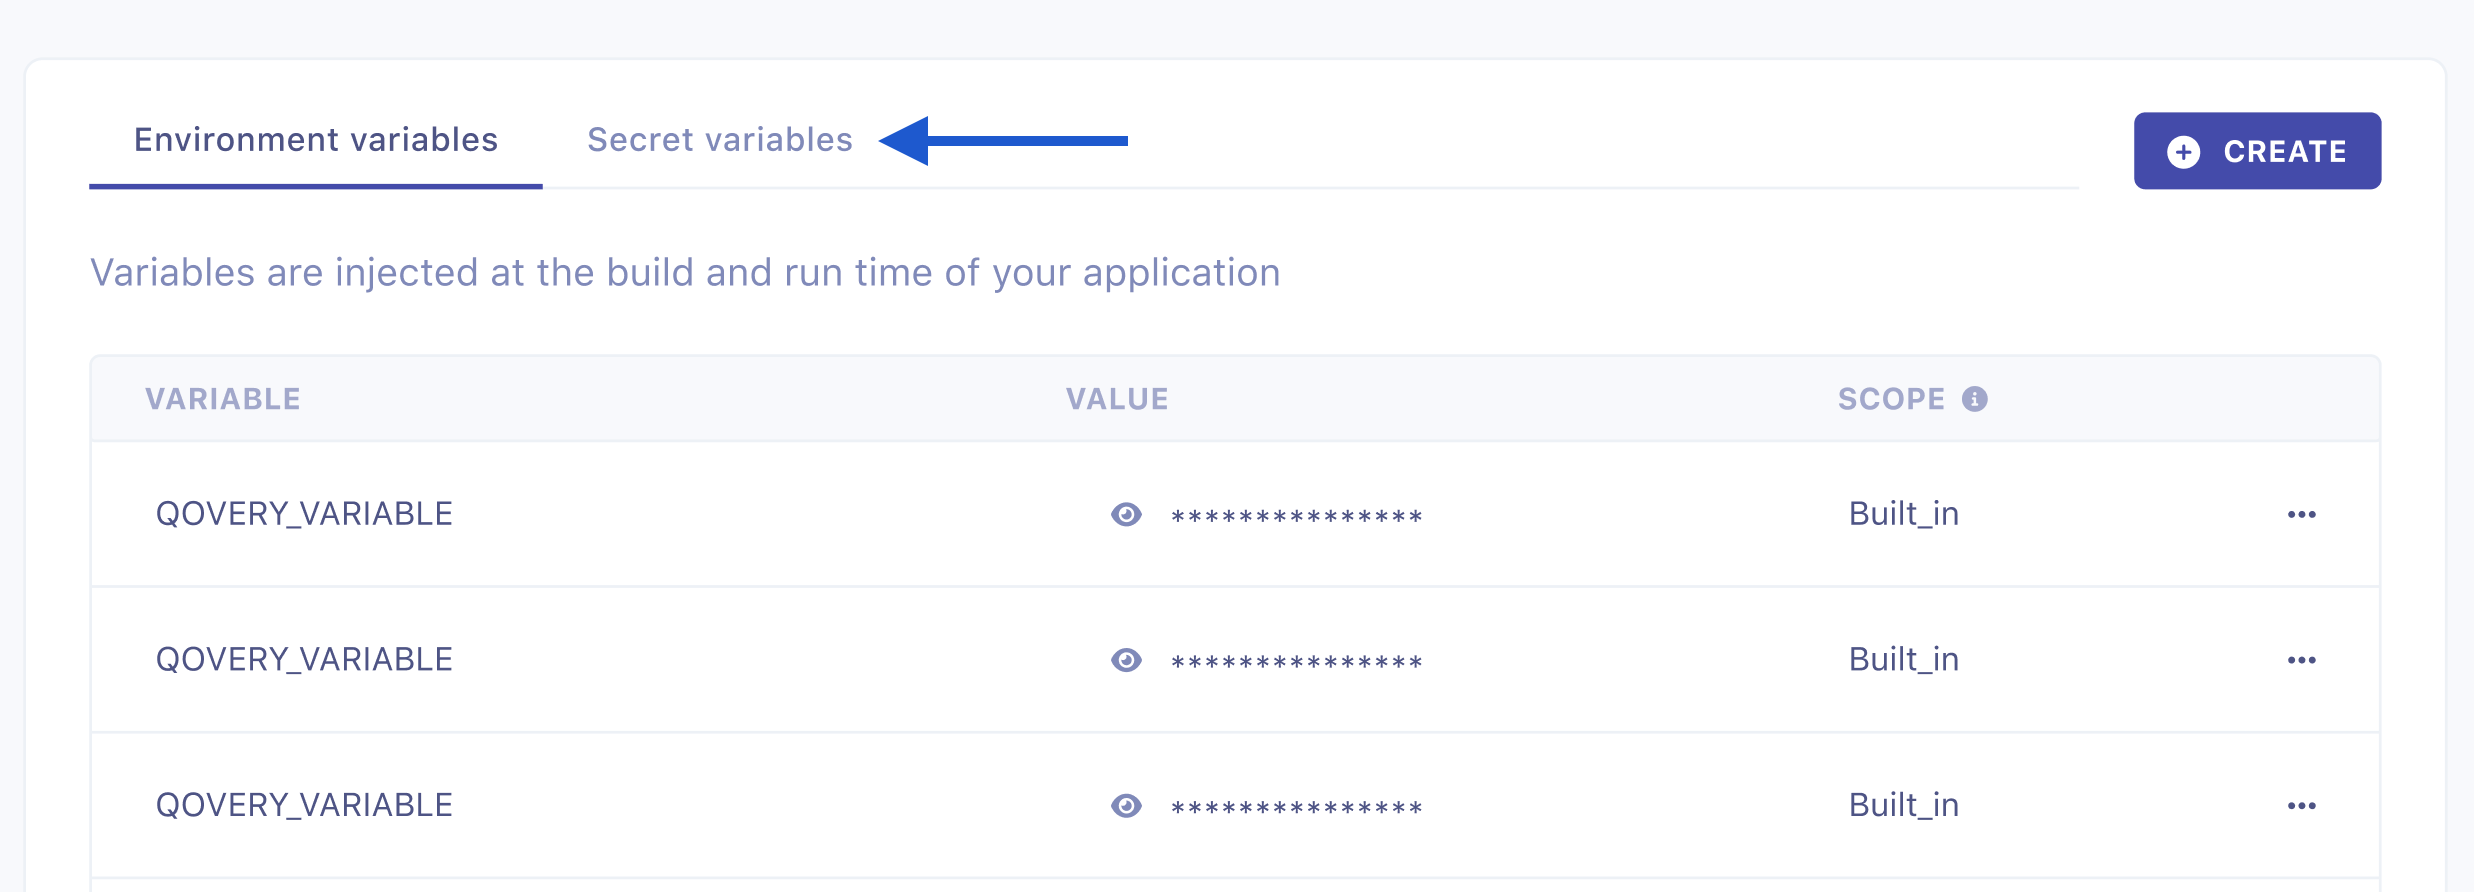 Environment variables Secret variables CREATE
Variables are injected at the build and run time of your application
VARIABLE VALUE SCOPE
QOVERY_VARIABLE *************** Built_in
QOVERY_VARIABLE *************** Built_in
QOVERY_VARIABLE *************** Built_in